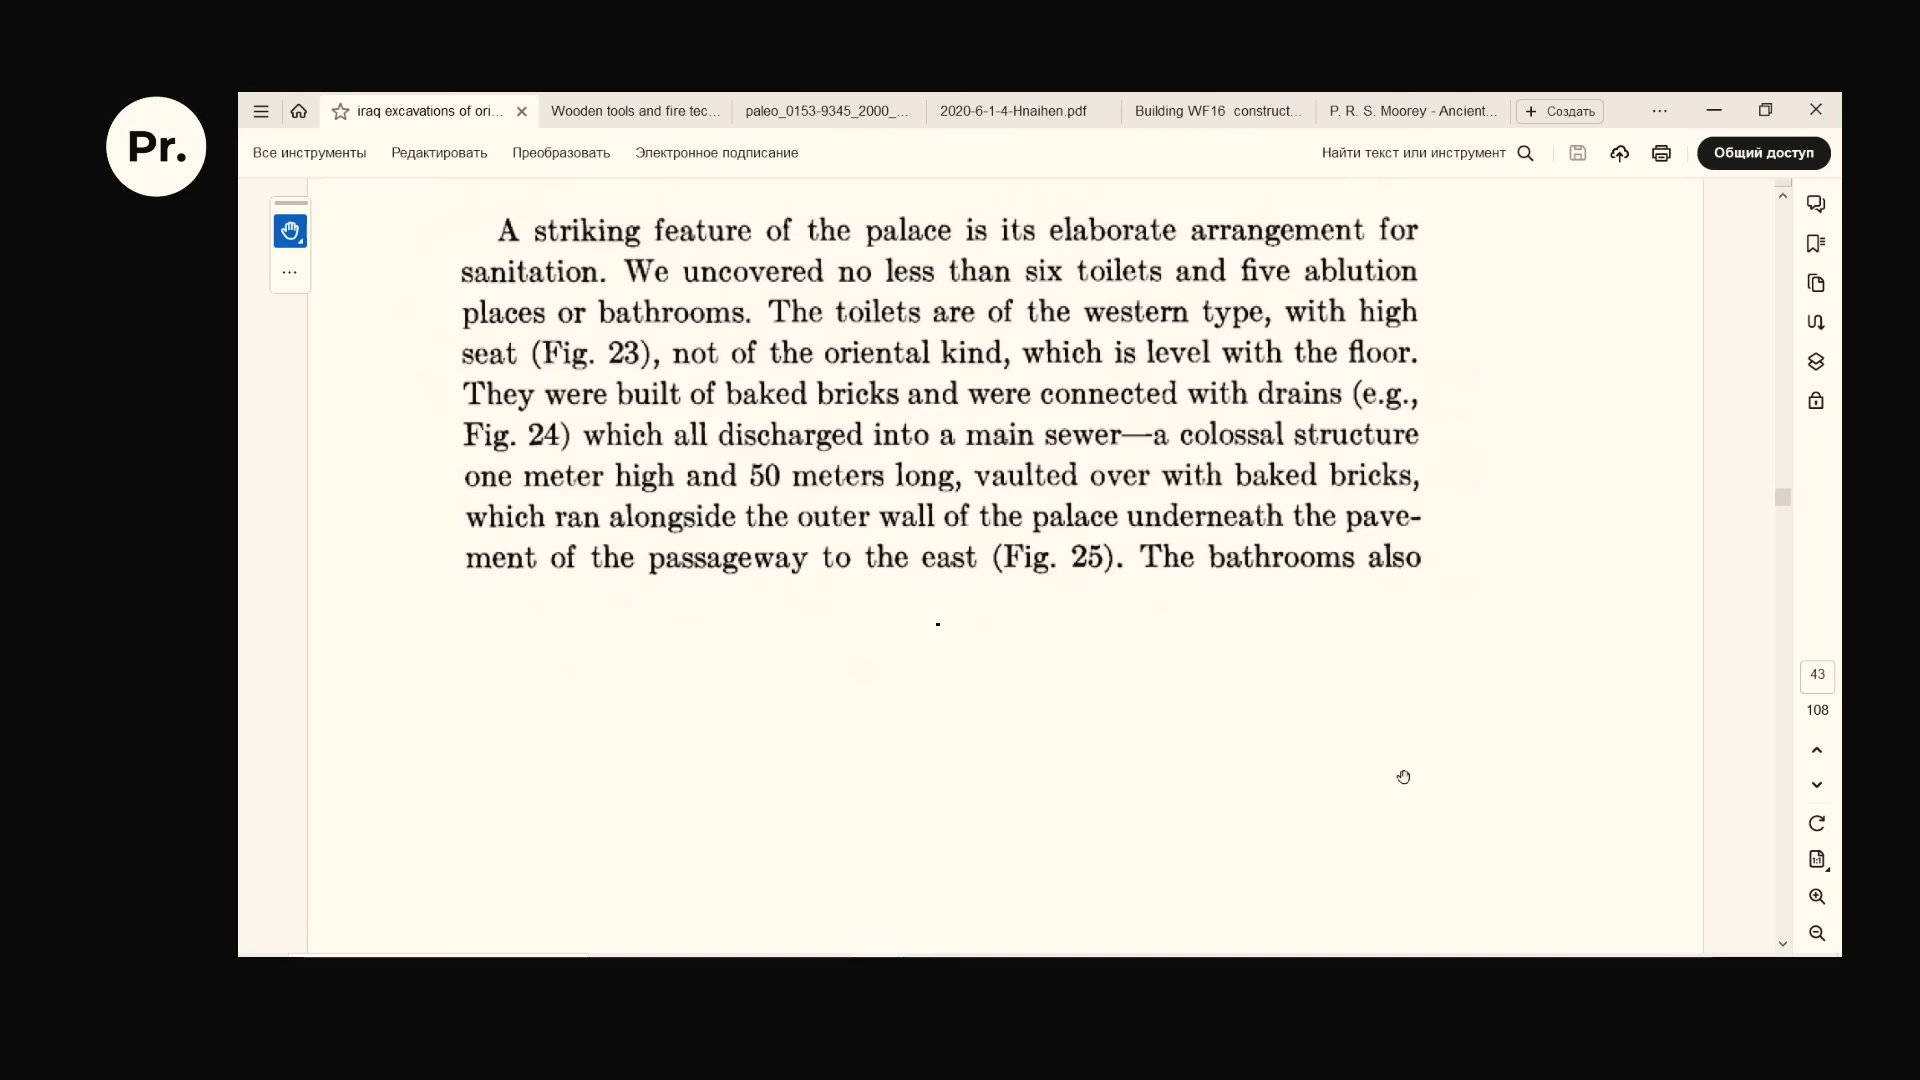 Pr.
iraq excavations of ori...
Wooden tools and fire tec...
paleo_0153-9345_2000_...
2020-6-1-4-Hnaihen.pdf
Building WF16 construct...
P. R. S. Moorey - Ancient...
+ Создать
Все инструменты
Редактировать
Преобразовать
Электронное подписание
Найти текст или инструмент
Общий доступ
A striking feature of the palace is its elaborate arrangement for
sanitation. We uncovered no less than six toilets and five ablution
places or bathrooms. The toilets are of the western type, with high
seat (Fig. 23), not of the oriental kind, which is level with the floor.
They were built of baked bricks and were connected with drains (e.g.,
Fig. 24) which all discharged into a main sewer—a colossal structure
one meter high and 50 meters long, vaulted over with baked bricks,
which ran alongside the outer wall of the palace underneath the pave-
ment of the passageway to the east (Fig. 25). The bathrooms also
43
108
1:1